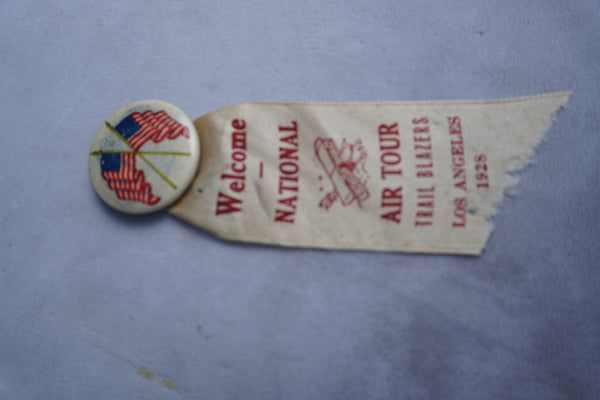 Welcome
—
NATIONAL
AIR TOUR
TRAIL BLAZERS
LOS ANGELES
1928